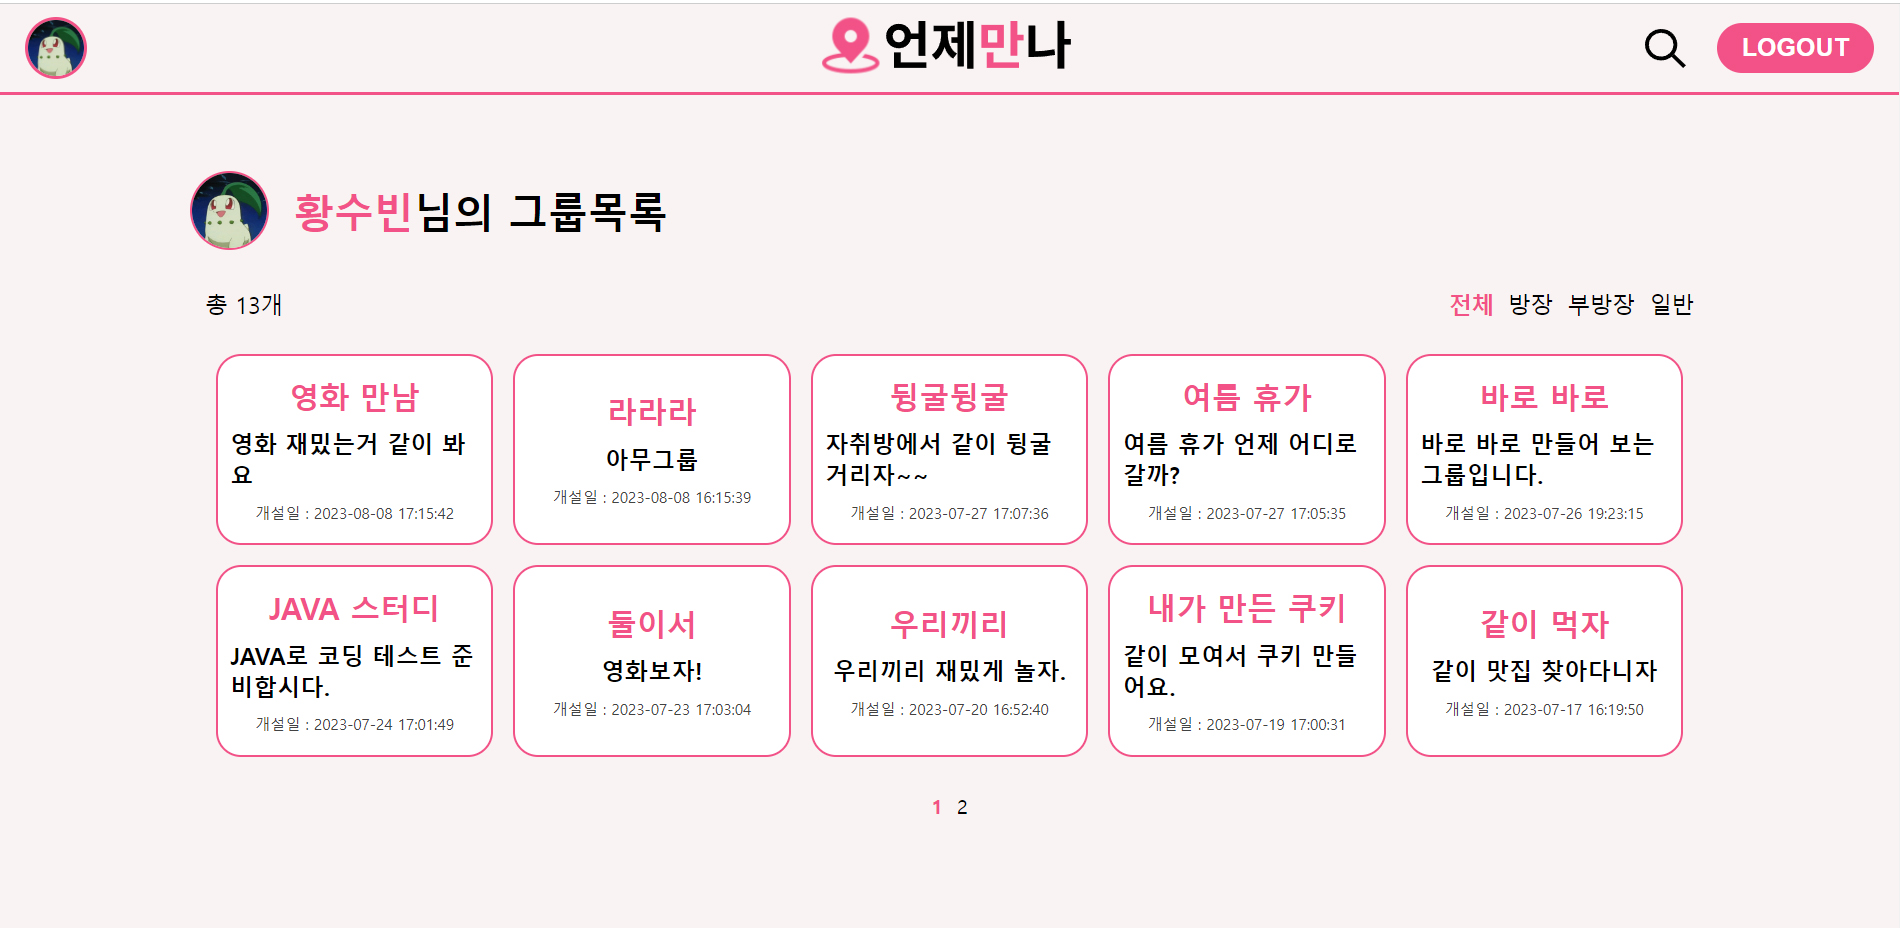 언제만나
LOGOUT
황수빈님의 그룹목록
총 13개
전체 방장 부방장 일반
영화 만남
영화 재밌는거 같이 봐
요
개설일 : 2023-08-08 17:15:42
라라라
아무그룹
개설일 : 2023-08-08 16:15:39
뒹굴뒹굴
자취방에서 같이 뒹굴
거리자~~
개설일 : 2023-07-27 17:07:36
여름 휴가
여름 휴가 언제 어디로
갈까?
개설일 : 2023-07-27 17:05:35
바로 바로
바로 바로 만들어 보는
그룹입니다.
개설일 : 2023-07-26 19:23:15
JAVA 스터디
JAVA로 코딩 테스트 준
비합시다.
개설일 : 2023-07-24 17:01:49
둘이서
영화보자!
개설일 : 2023-07-23 17:03:04
우리끼리
우리끼리 재밌게 놀자.
개설일 : 2023-07-20 16:52:40
내가 만든 쿠키
같이 모여서 쿠키 만들
어요.
개설일 : 2023-07-19 17:00:31
같이 먹자
같이 맛집 찾아다니자
개설일 : 2023-07-17 16:19:50
1 2